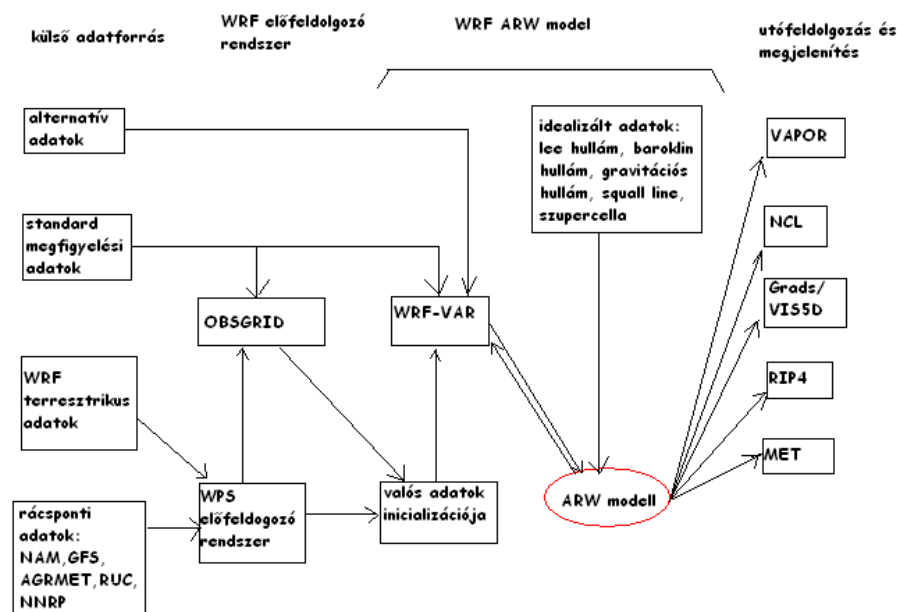 külső adatforrás
WRF előfeldolgozó
rendszer
WRF ARW model
utófeldolgozás és
megjelenítés
alternatív
adatok
idealizált adatok:
lee hullám, baroklin
hullám, gravitációs
hullám, squall line,
szupercella
VAPOR
standard
megfigyelési
adatok
NCL
OBSGRID
WRF-VAR
Grads/
VIS5D
WRF
terresztrikus
adatok
RIP4
MET
WPS
előfeldogozó
rendszer
valós adatok
inicializációja
ARW modell
rácsponti
adatok:
NAM,GFS,
AGRMET,RUC,
NNRP